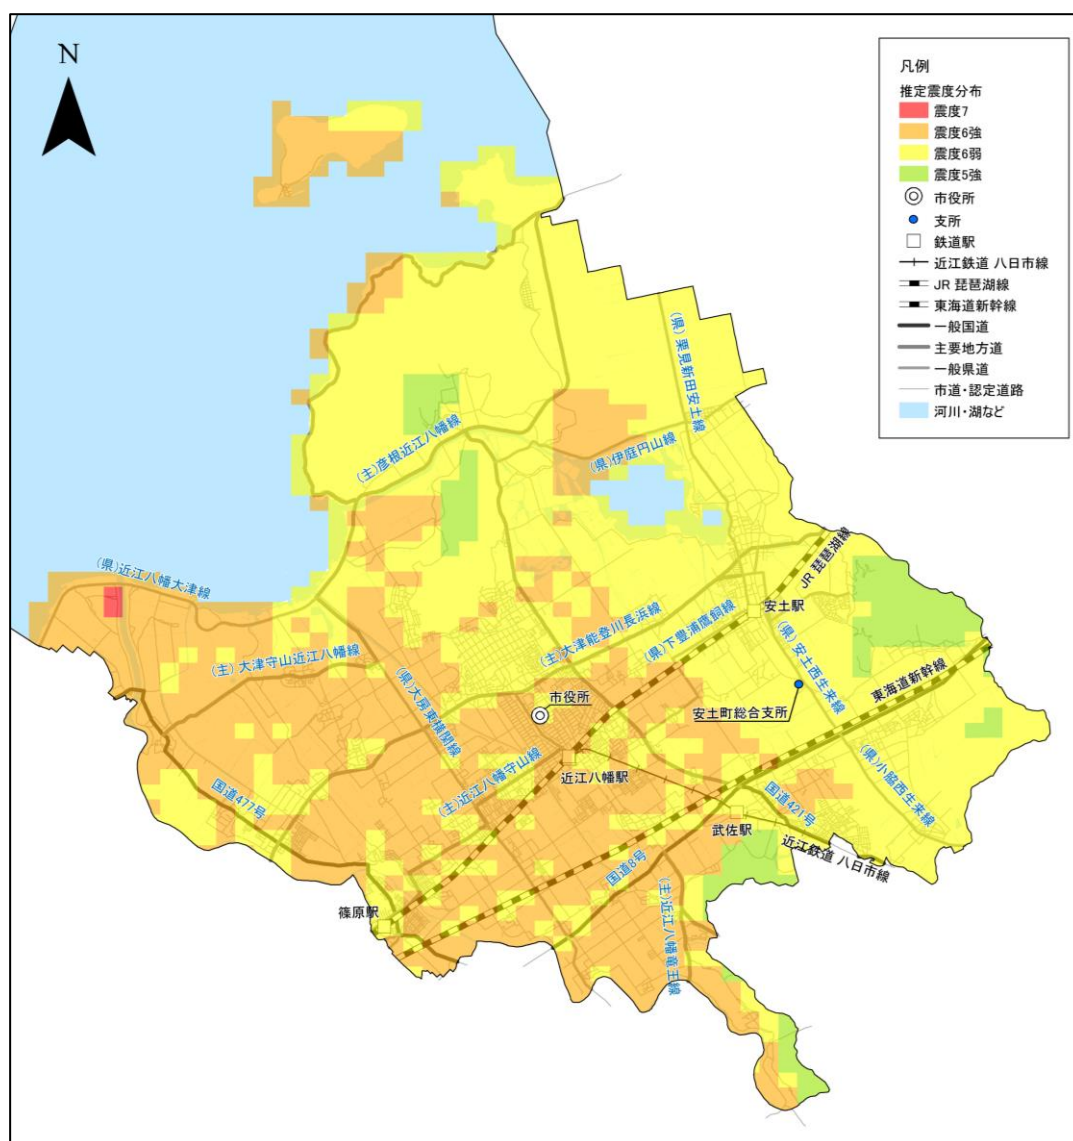 N
凡例
推定震度分布
震度7
震度6強
震度6弱
震度5強
市役所
支所
鉄道駅
近江鉄道 八日市線
JR 琵琶湖線
東海道新幹線
一般国道
主要地方道
一般県道
市道・認定道路
河川・湖など
(県)栗見新田安土線
(主)彦根近江八幡線
(県)伊庭円山線
JR 琵琶湖線
(県)近江八幡大津線
安土駅
(主)大津能登川長浜線
(県)下豊浦鷹飼線
(県)安土西生来線
(主)大津守山近江八幡線
(県)大房東横関線
東海道新幹線
市役所
安土町総合支所
(県)小脇西生来線
近江八幡駅
(主)近江八幡守山線
国道477号
国道421号
武佐駅
近江鉄道 八日市線
国道8号
(主)近江八幡竜王線
篠原駅